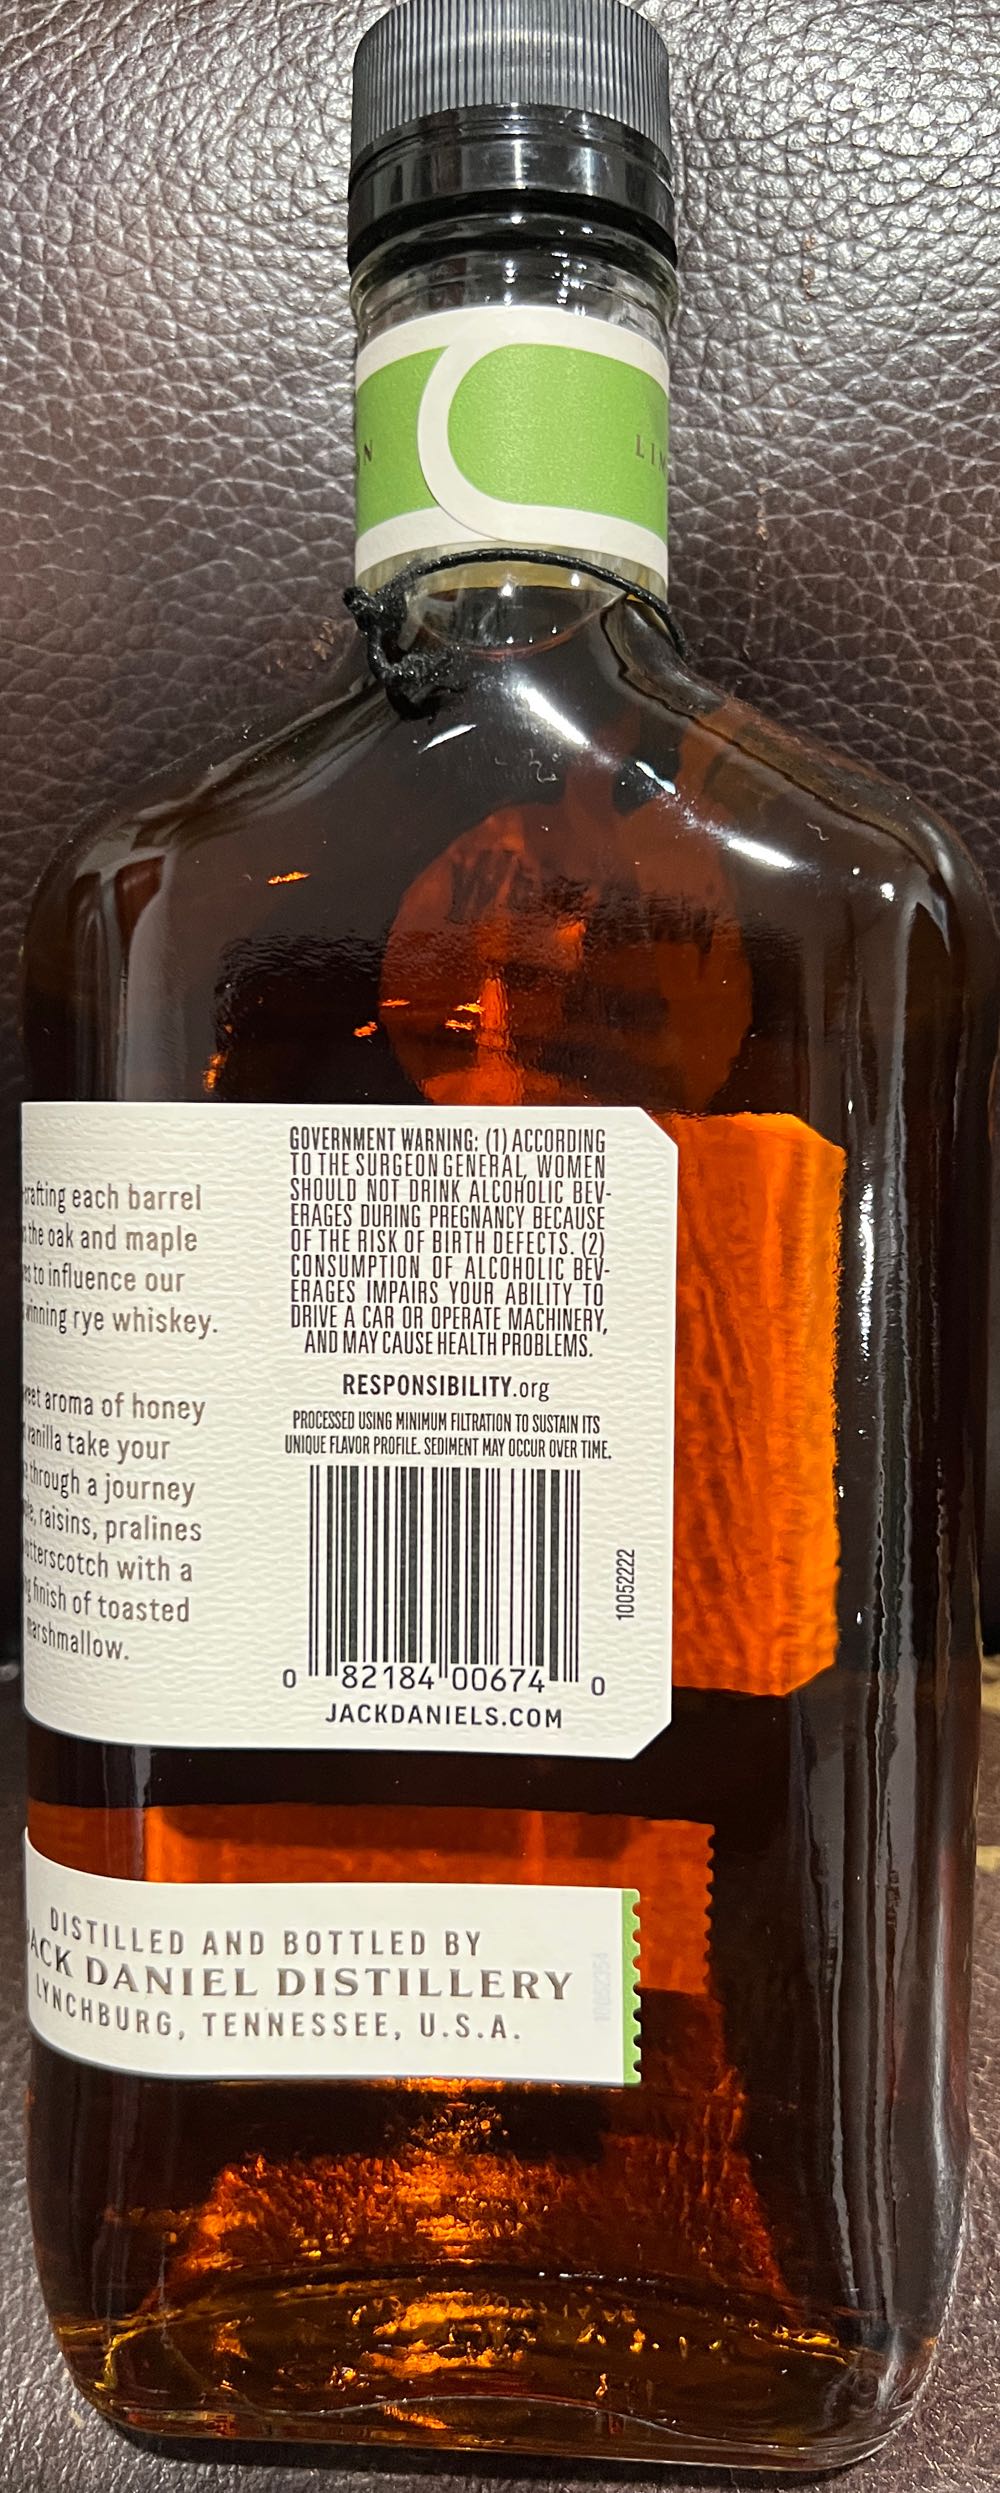 LIM
each barrel
the oak and maple
to influence our
rye whiskey.
aroma of honey
vanilla take your
through a journey
raisins, pralines
with a
finish of toasted
marshmallow.
GOVERNMENT WARNING: (1) ACCORDING
TO THE SURGEON GENERAL, WOMEN
SHOULD NOT DRINK ALCOHOLIC BEV-
ERAGES DURING PREGNANCY BECAUSE
OF THE RISK OF BIRTH DEFECTS. (2)
CONSUMPTION OF ALCOHOLIC BEV-
ERAGES IMPAIRS YOUR ABILITY TO
DRIVE A CAR OR OPERATE MACHINERY,
AND MAY CAUSE HEALTH PROBLEMS.
RESPONSIBILITY.org
PROCESSED USING MINIMUM FILTRATION TO SUSTAIN ITS
UNIQUE FLAVOR PROFILE. SEDIMENT MAY OCCUR OVER TIME.
10052222
0 82184 00674 0
JACKDANIELS.COM
DISTILLED AND BOTTLED BY
JACK DANIEL DISTILLERY
LYNCHBURG, TENNESSEE, U.S.A.